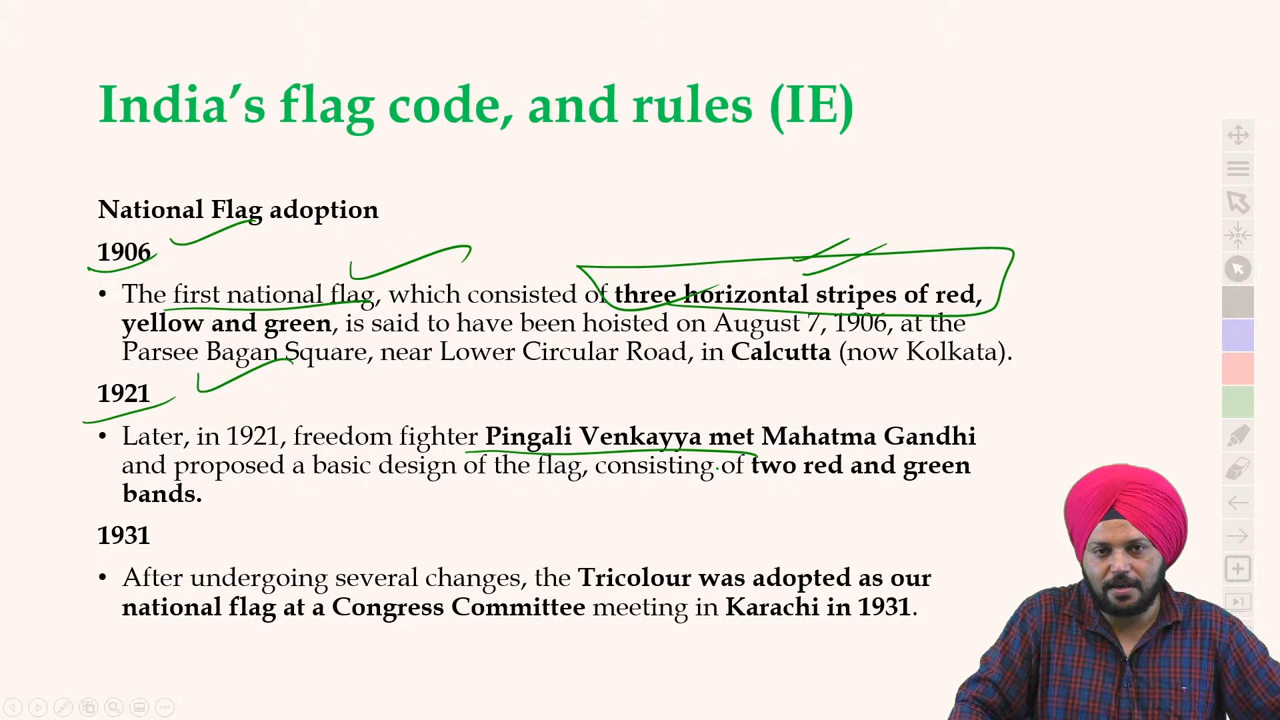 India’s flag code, and rules (IE)
National Flag adoption
1906
• The first national flag, which consisted of three horizontal stripes of red,
yellow and green, is said to have been hoisted on August 7, 1906, at the
Parsee Bagan Square, near Lower Circular Road, in Calcutta (now Kolkata).
1921
• Later, in 1921, freedom fighter Pingali Venkayya met Mahatma Gandhi
and proposed a basic design of the flag, consisting of two red and green
bands.
1931
• After undergoing several changes, the Tricolour was adopted as our
national flag at a Congress Committee meeting in Karachi in 1931.